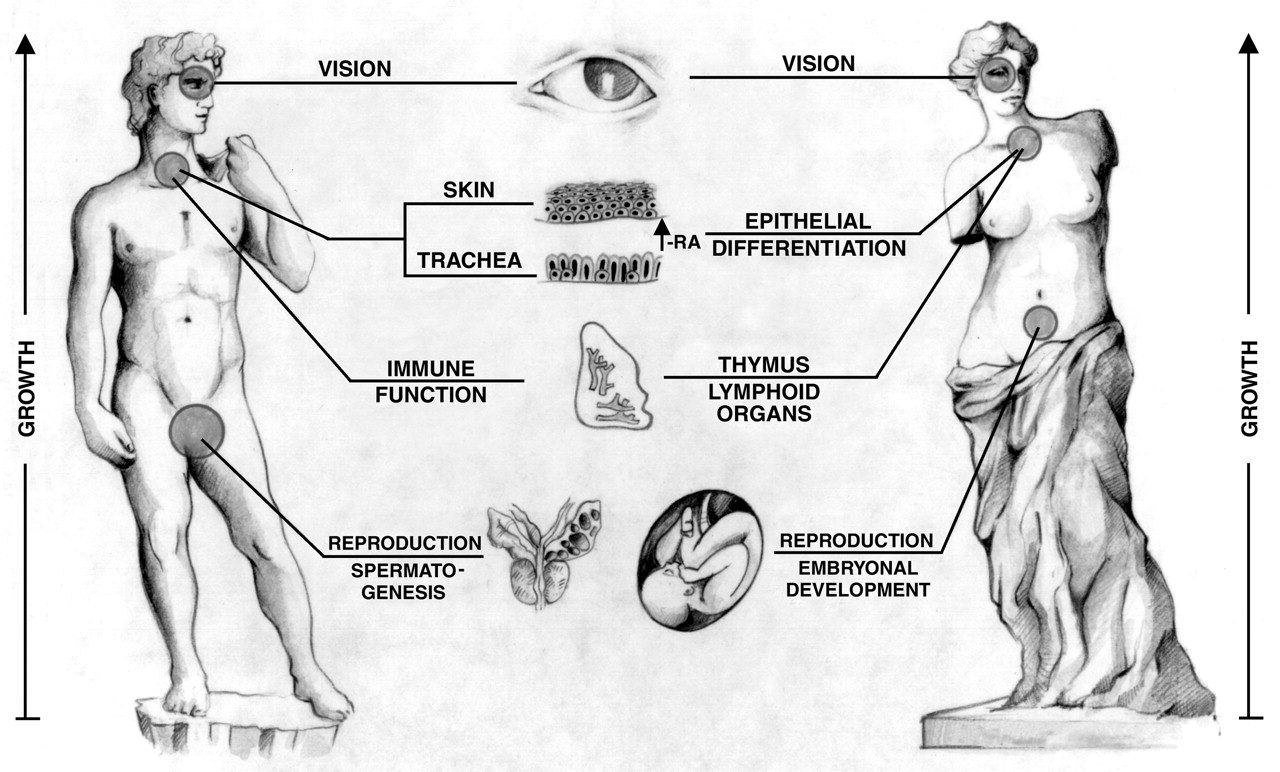 VISION
VISION
SKIN
TRACHEA
-RA
EPITHELIAL
DIFFERENTIATION
IMMUNE
FUNCTION
THYMUS
LYMPHOID
ORGANS
GROWTH
GROWTH
REPRODUCTION
SPERMATO-
GENESIS
REPRODUCTION
EMBRYONAL
DEVELOPMENT